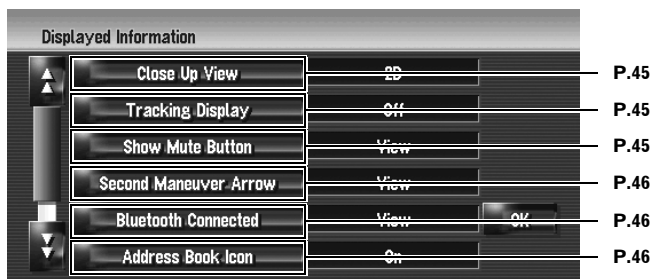 Displayed Information
Close Up View 2D P.45
Tracking Display Off P.45
Show Mute Button View P.45
Second Maneuver Arrow View P.46
Bluetooth Connected View OK P.46
Address Book Icon On P.46